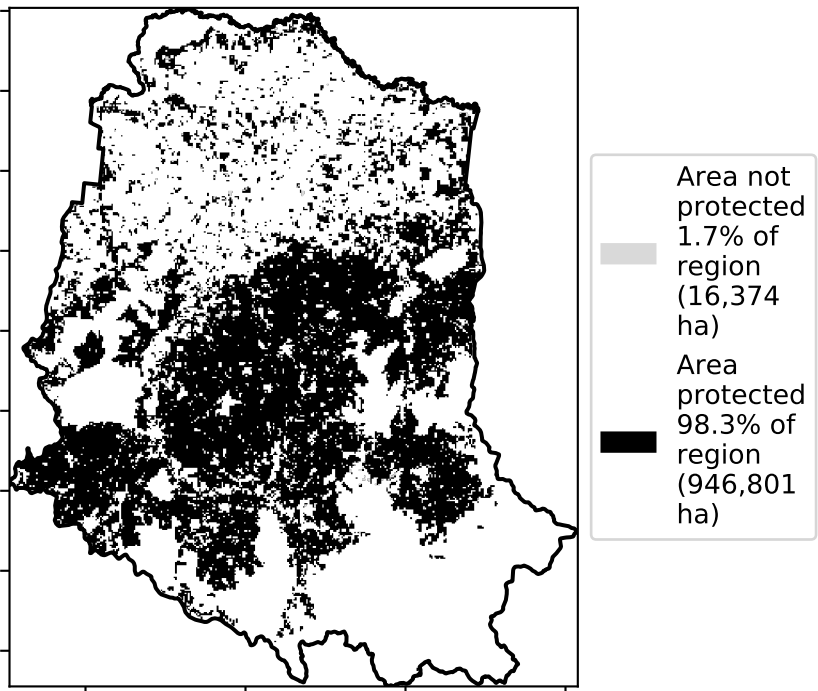 Area not
protected
1.7% of
region
(16,374
ha)
Area
protected
98.3% of
region
(946,801
ha)